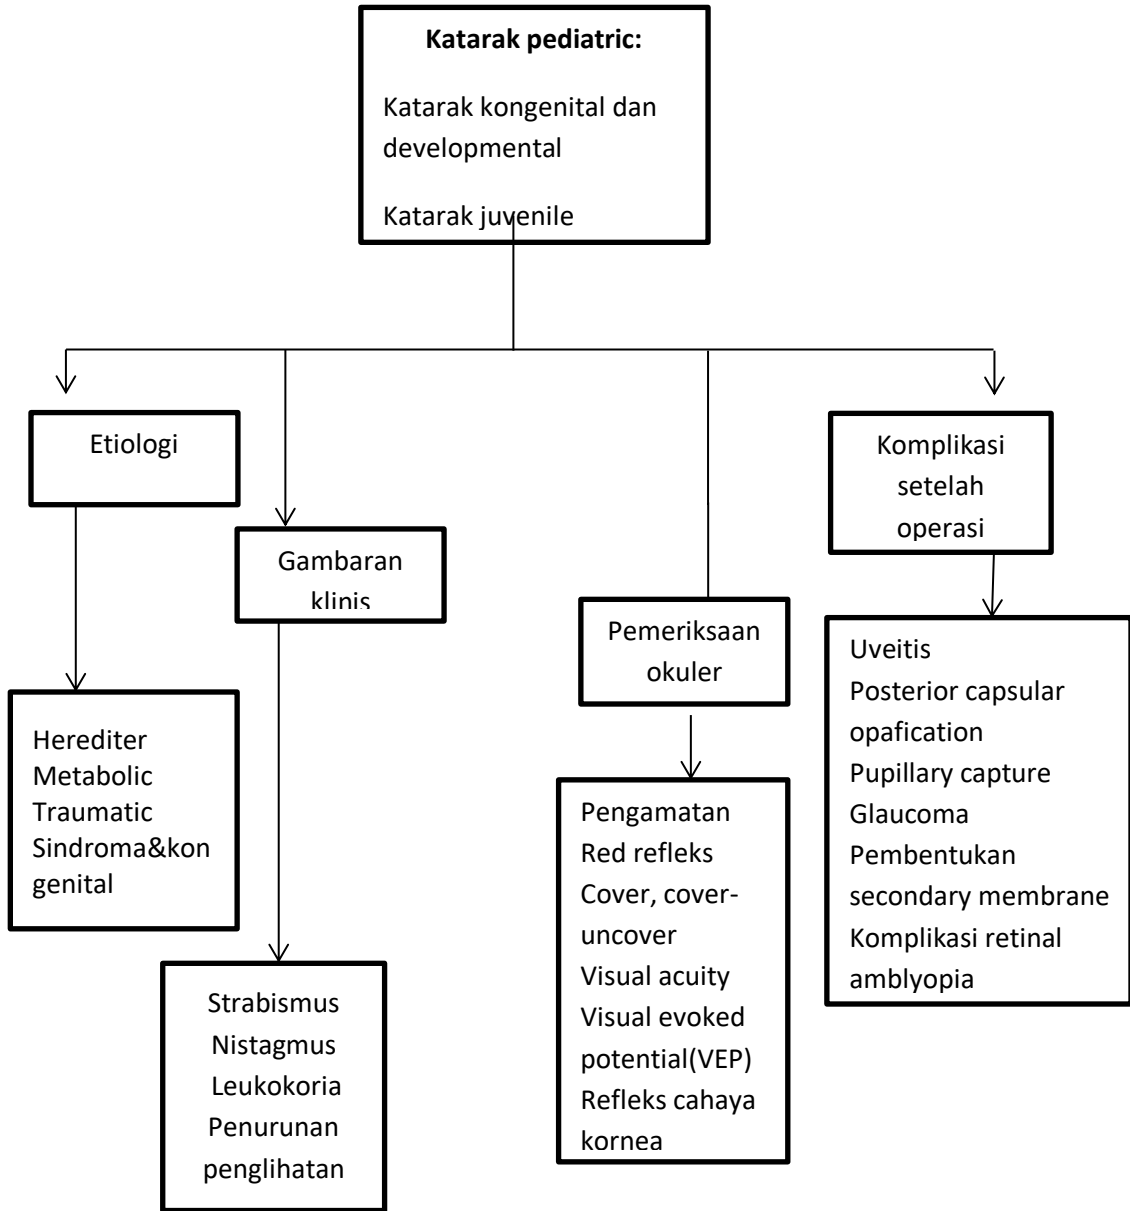 Katarak pediatric:
Katarak kongenital dan
developmental
Katarak juvenile
Etiologi
Herediter
Metabolic
Traumatic
Sindroma&kon
genital
Gambaran
klinis
Strabismus
Nistagmus
Leukokoria
Penurunan
penglihatan
Pemeriksaan
okuler
Pengamatan
Red refleks
Cover, cover-
uncover
Visual acuity
Visual evoked
potential(VEP)
Refleks cahaya
kornea
Komplikasi
setelah
operasi
Uveitis
Posterior capsular
opafication
Pupillary capture
Glaucoma
Pembentukan
secondary membrane
Komplikasi retinal
amblyopia